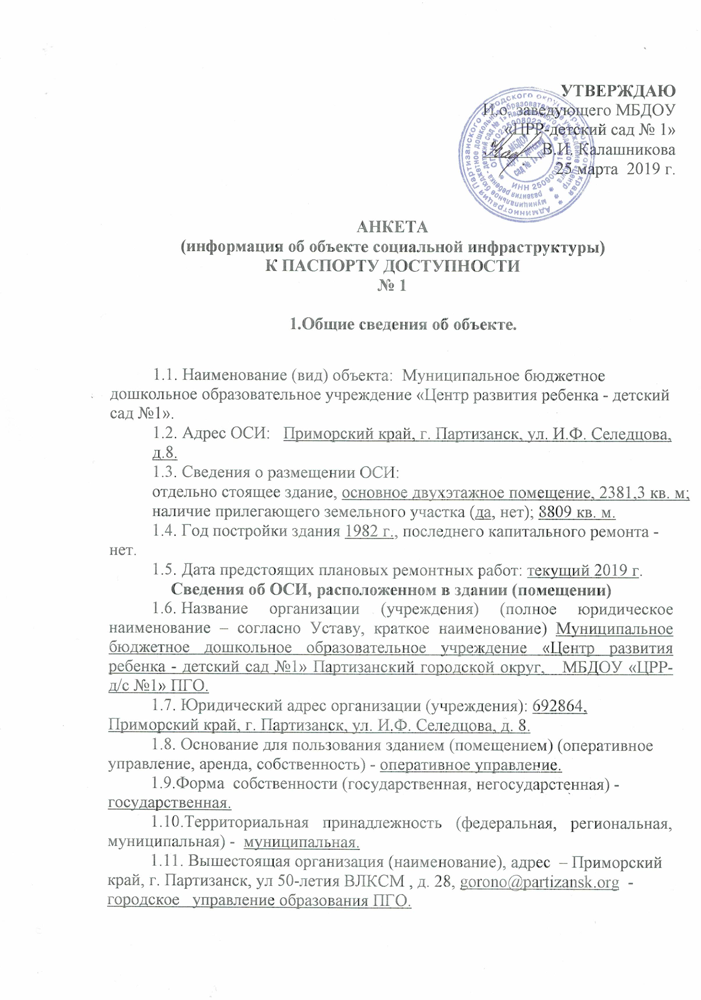 УТВЕРЖДАЮ
И.о. заведующего МБДОУ
«ЦРР-детский сад № 1»
В.И. Калашникова
25 марта 2019 г.
Администрация Партизанского городского округа Приморского края
муниципальное бюджетное дошкольное образовательное учреждение «Центр
развития ребенка - детский сад № 1» Партизанского городского округа
МБДОУ
«ЦРР - детский
сад № 1» ПГО
АНКЕТА
(информация об объекте социальной инфраструктуры)
К ПАСПОРТУ ДОСТУПНОСТИ
№ 1
1.Общие сведения об объекте.
1.1. Наименование (вид) объекта: Муниципальное бюджетное
дошкольное образовательное учреждение «Центр развития ребенка - детский
сад №1».
1.2. Адрес ОСИ: Приморский край, г. Партизанск, ул. И.Ф. Селедцова,
д.8.
1.3. Сведения о размещении ОСИ:
отдельно стоящее здание, основное двухэтажное помещение, 2381,3 кв. м;
наличие прилегающего земельного участка (да, нет); 8809 кв. м.
1.4. Год постройки здания 1982 г., последнего капитального ремонта -
нет.
1.5. Дата предстоящих плановых ремонтных работ: текущий 2019 г.
Сведения об ОСИ, расположенном в здании (помещении)
1.6. Название организации (учреждения) (полное юридическое
наименование – согласно Уставу, краткое наименование) Муниципальное
бюджетное дошкольное образовательное учреждение «Центр развития
ребенка - детский сад №1» Партизанский городской округ, МБДОУ «ЦРР-
д/с №1» ПГО.
1.7. Юридический адрес организации (учреждения): 692864,
Приморский край, г. Партизанск, ул. И.Ф. Селедцова, д. 8.
1.8. Основание для пользования зданием (помещением) (оперативное
управление, аренда, собственность) - оперативное управление.
1.9.Форма собственности (государственная, негосударстенная) -
государственная.
1.10.Территориальная принадлежность (федеральная, региональная,
муниципальная) - муниципальная.
1.11. Вышестоящая организация (наименование), адрес – Приморский
край, г. Партизанск, ул 50-летия ВЛКСМ , д. 28, gorono@partizansk.org -
городское управление образования ПГО.